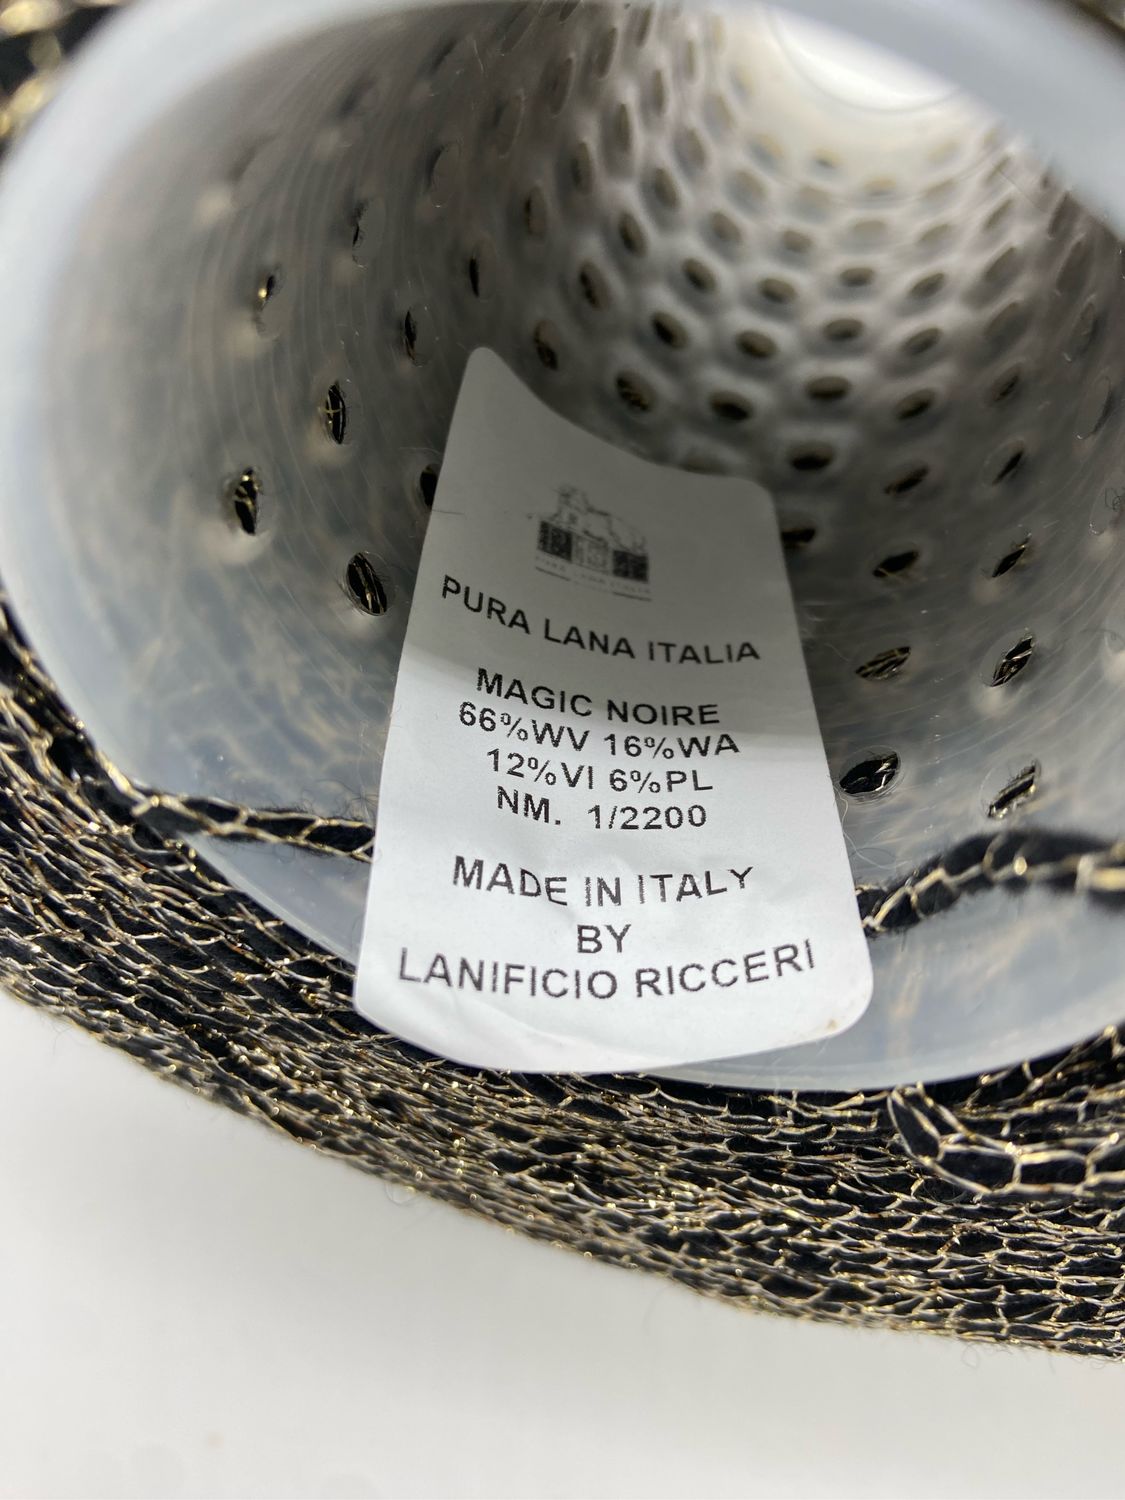 PURA LANA ITALIA
MAGIC NOIRE
66%WV 16%WA
12%VI 6%PL
NM. 1/2200
MADE IN ITALY
BY
LANIFICIO RICCERI